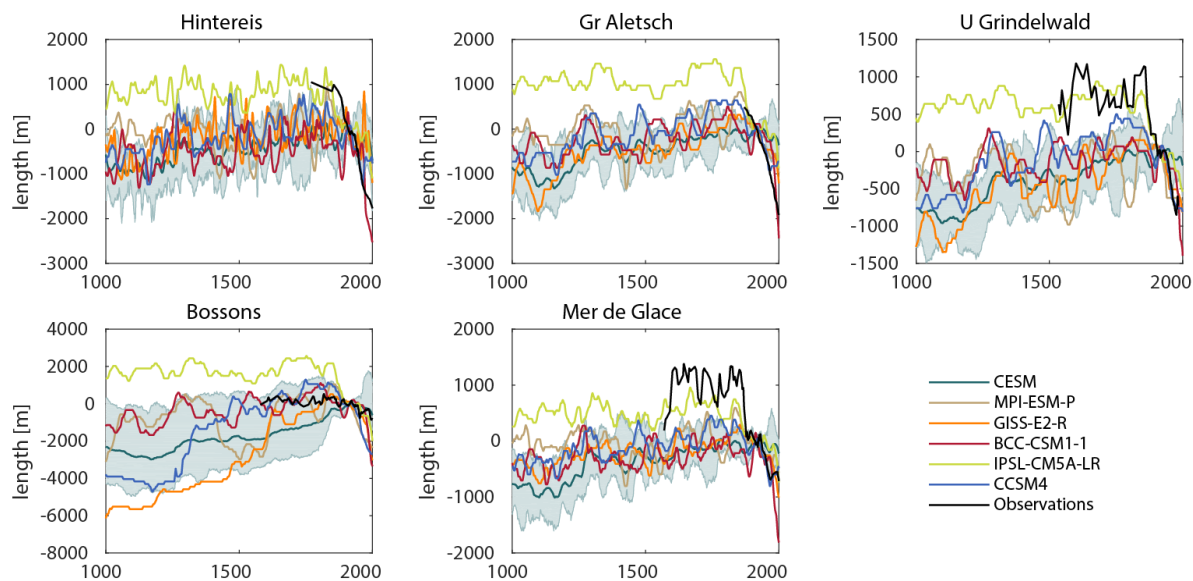 Hintereis
Gr Aletsch
U Grindelwald
length [m]
2000
1000
0
-1000
-2000
-3000
1000
1500
2000
length [m]
2000
1000
0
-1000
-2000
-3000
1000
1500
2000
length [m]
1500
1000
500
0
-500
-1000
-1500
1000
1500
2000
Bossons
Mer de Glace
length [m]
4000
2000
0
-2000
-4000
-6000
-8000
1000
1500
2000
length [m]
2000
1000
0
-1000
-2000
1000
1500
2000
CESM
MPI-ESM-P
GISS-E2-R
BCC-CSM1-1
IPSL-CM5A-LR
CCSM4
Observations